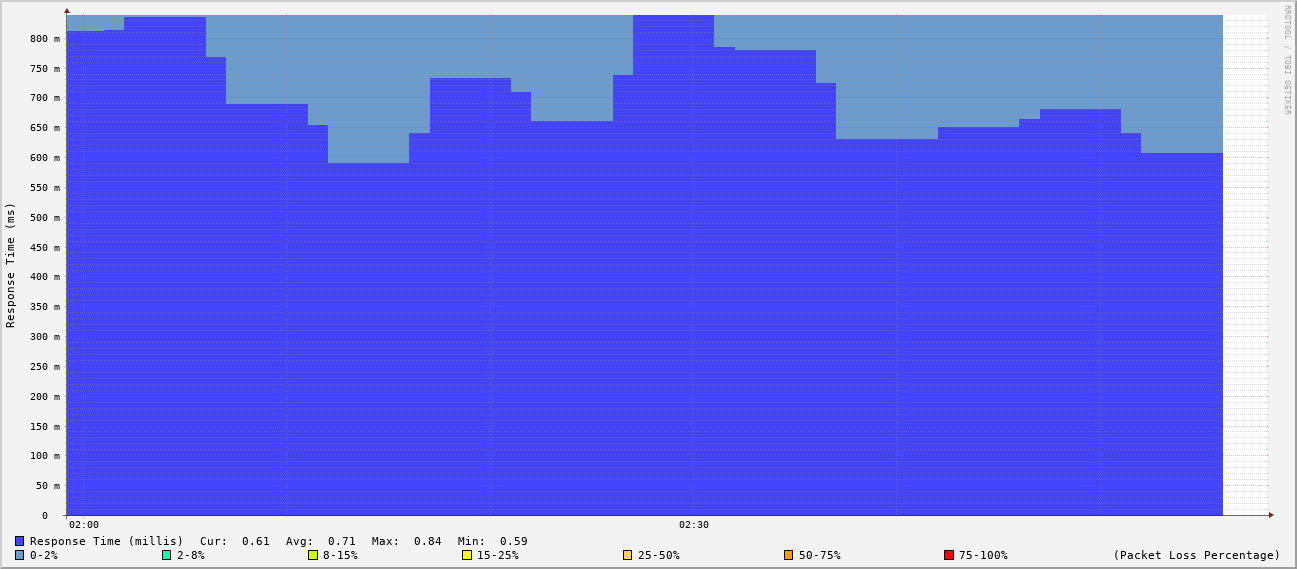 RRDTOOL / TOBI OETIKER
Response Time (ms)
800 m
750 m
700 m
650 m
600 m
550 m
500 m
450 m
400 m
350 m
300 m
250 m
200 m
150 m
100 m
50 m
0
02:00 02:30
Response Time (millis) Cur: 0.61 Avg: 0.71 Max: 0.84 Min: 0.59
0-2% 2-8% 8-15% 15-25% 25-50% 50-75% 75-100% (Packet Loss Percentage)